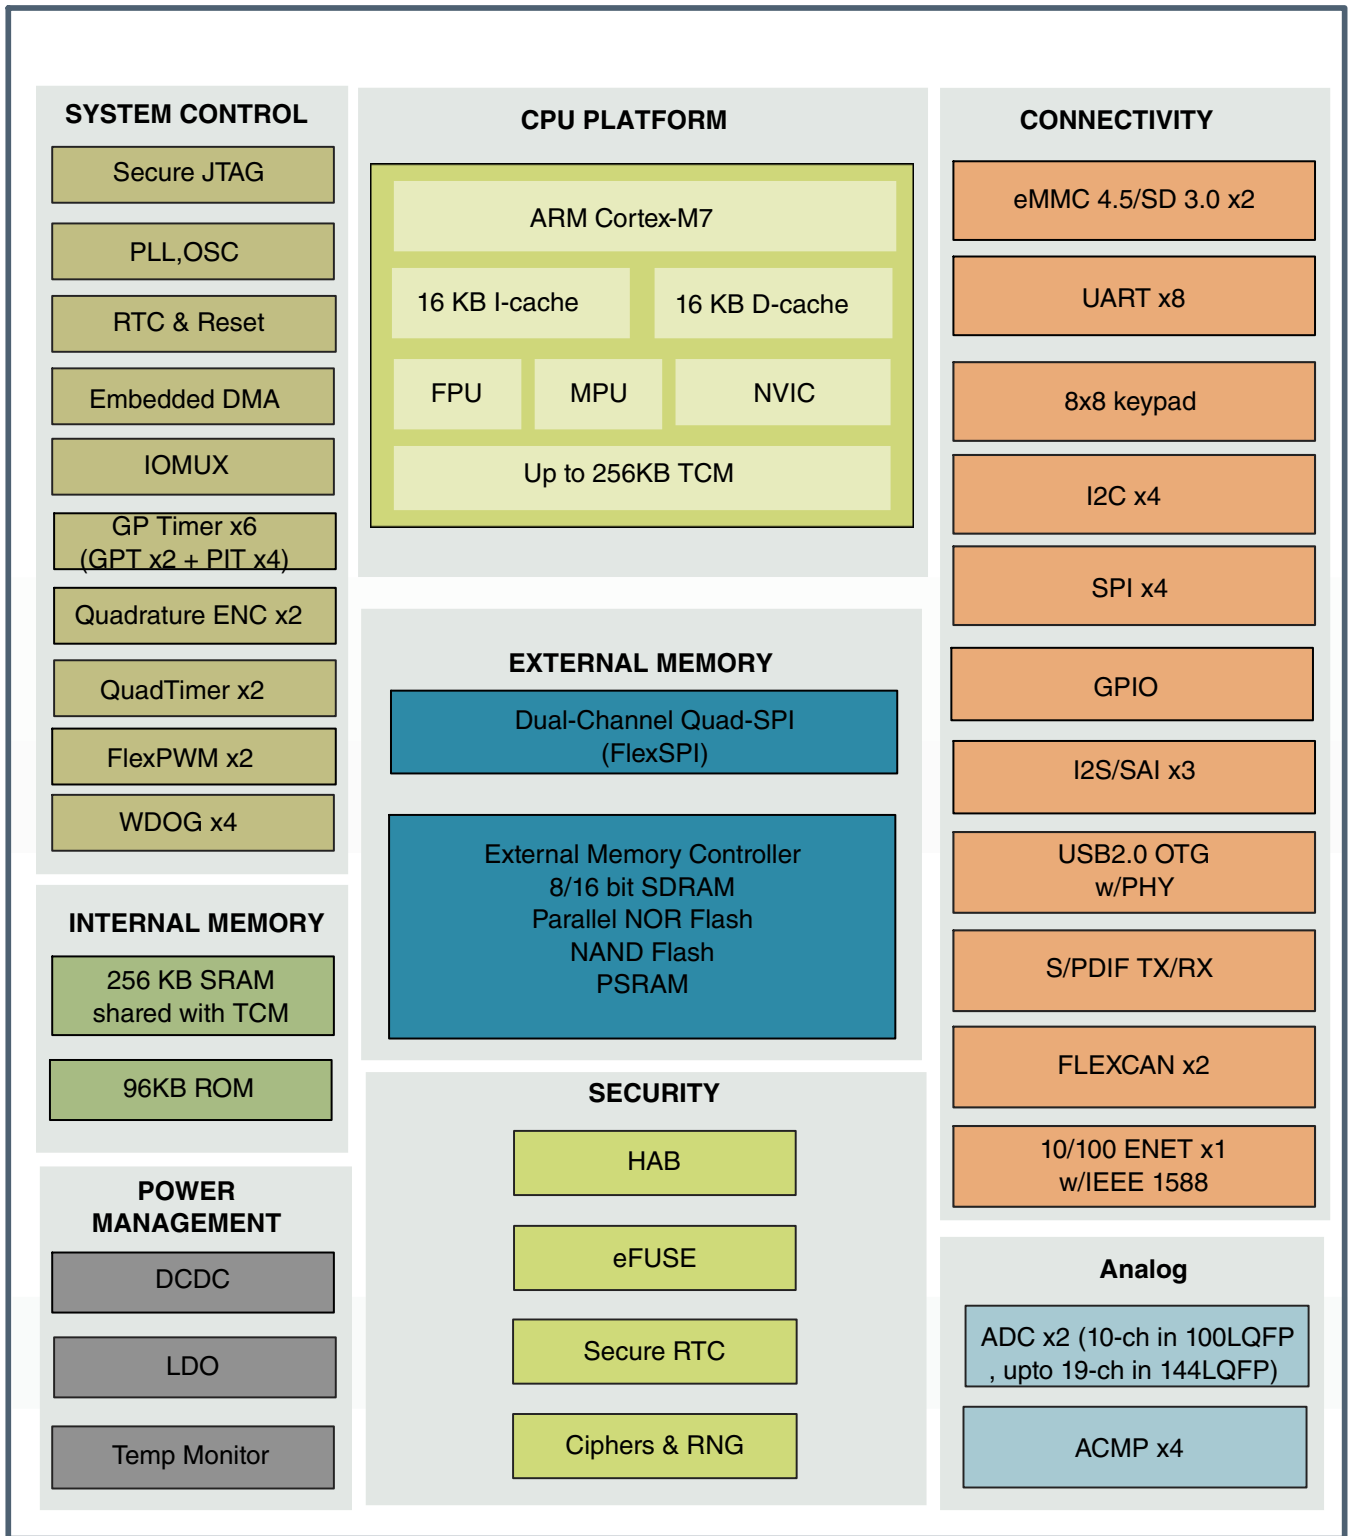 SYSTEM CONTROL
Secure JTAG
PLL,OSC
RTC & Reset
Embedded DMA
IOMUX
GP Timer x6
(GPT x2 + PIT x4)
Quadrature ENC x2
QuadTimer x2
FlexPWM x2
WDOG x4
INTERNAL MEMORY
256 KB SRAM
shared with TCM
96KB ROM
POWER
MANAGEMENT
DCDC
LDO
Temp Monitor
CPU PLATFORM
ARM Cortex-M7
16 KB I-cache
16 KB D-cache
FPU
MPU
NVIC
Up to 256KB TCM
EXTERNAL MEMORY
Dual-Channel Quad-SPI
(FlexSPI)
External Memory Controller
8/16 bit SDRAM
Parallel NOR Flash
NAND Flash
PSRAM
SECURITY
HAB
eFUSE
Secure RTC
Ciphers & RNG
CONNECTIVITY
eMMC 4.5/SD 3.0 x2
UART x8
8x8 keypad
I2C x4
SPI x4
GPIO
I2S/SAI x3
USB2.0 OTG
w/PHY
S/PDIF TX/RX
FLEXCAN x2
10/100 ENET x1
w/IEEE 1588
Analog
ADC x2 (10-ch in 100LQFP
, upto 19-ch in 144LQFP)
ACMP x4